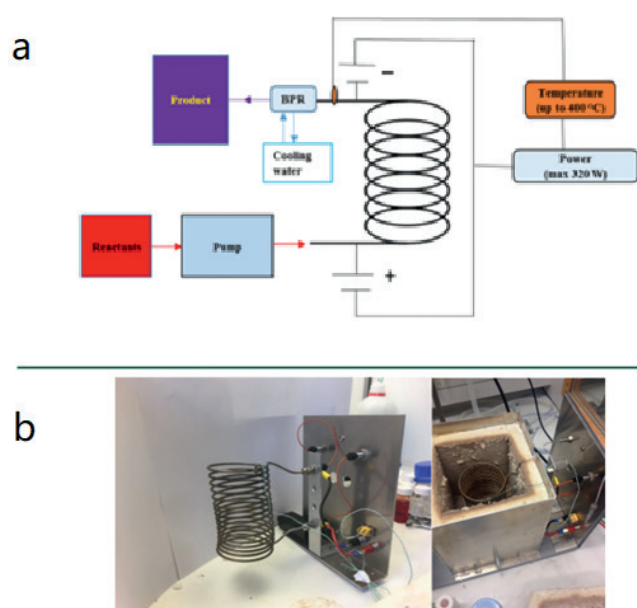 a
−
Product
BPR
Temperature
(up to 400 °C)
Cooling
water
Power
(max 320 W)
Reactants
Pump
+
b